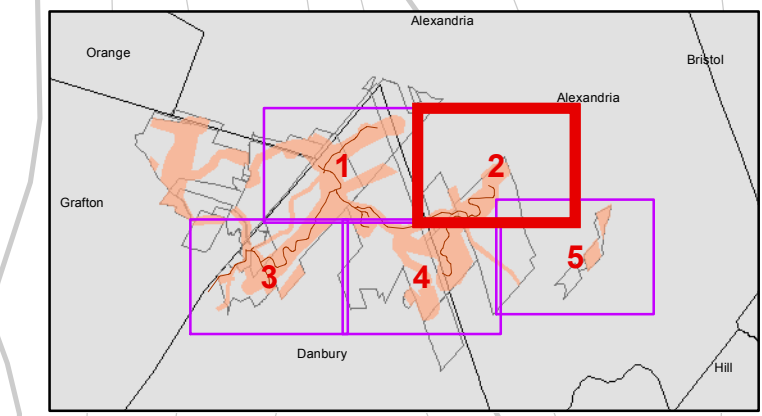 Alexandria
Orange
Bristol
Alexandria
1
2
Grafton
5
3
4
Danbury
Hill